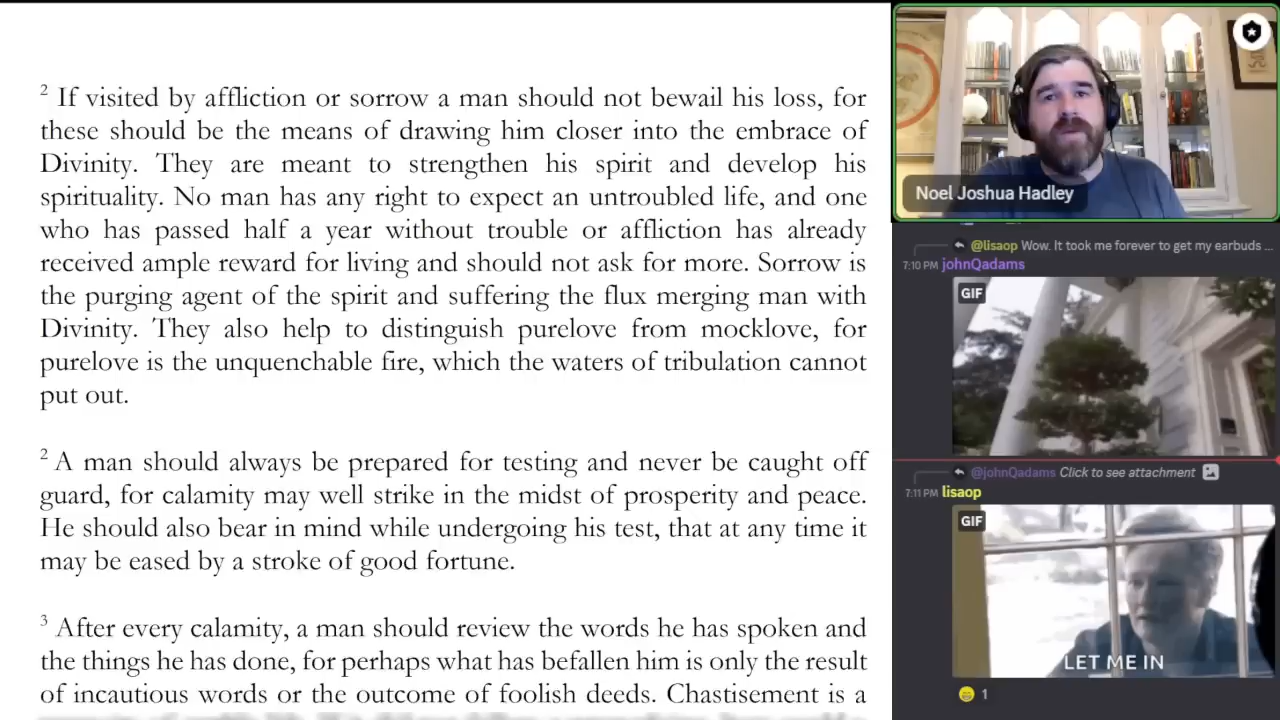 2 If visited by affliction or sorrow a man should not bewail his loss, for
these should be the means of drawing him closer into the embrace of
Divinity. They are meant to strengthen his spirit and develop his
spirituality. No man has any right to expect an untroubled life, and one
who has passed half a year without trouble or affliction has already
received ample reward for living and should not ask for more. Sorrow is
the purging agent of the spirit and suffering the flux merging man with
Divinity. They also help to distinguish purelove from mocklove, for
purelove is the unquenchable fire, which the waters of tribulation cannot
put out.
2 A man should always be prepared for testing and never be caught off
guard, for calamity may well strike in the midst of prosperity and peace.
He should also bear in mind while undergoing his test, that at any time it
may be eased by a stroke of good fortune.
3 After every calamity, a man should review the words he has spoken and
the things he has done, for perhaps what has befallen him is only the result
of incautious words or the outcome of foolish deeds. Chastisement is a
Noel Joshua Hadley
@lisaop Wow. It took me forever to get my earbuds ...
7:10 PM johnQadams
GIF
@johnQadams Click to see attachment
7:11 PM lisaop
GIF
LET ME IN
1